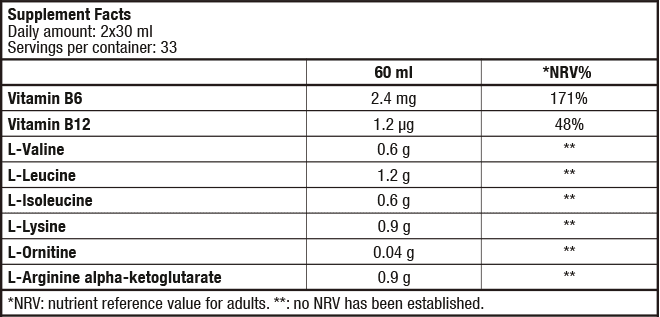 Supplement Facts
Daily amount: 2x30 ml
Servings per container: 33
60 ml *NRV%
Vitamin B6 2.4 mg 171%
Vitamin B12 1.2 µg 48%
L-Valine 0.6 g **
L-Leucine 1.2 g **
L-Isoleucine 0.6 g **
L-Lysine 0.9 g **
L-Ornitine 0.04 g **
L-Arginine alpha-ketoglutarate 0.9 g **
*NRV: nutrient reference value for adults. **: no NRV has been established.